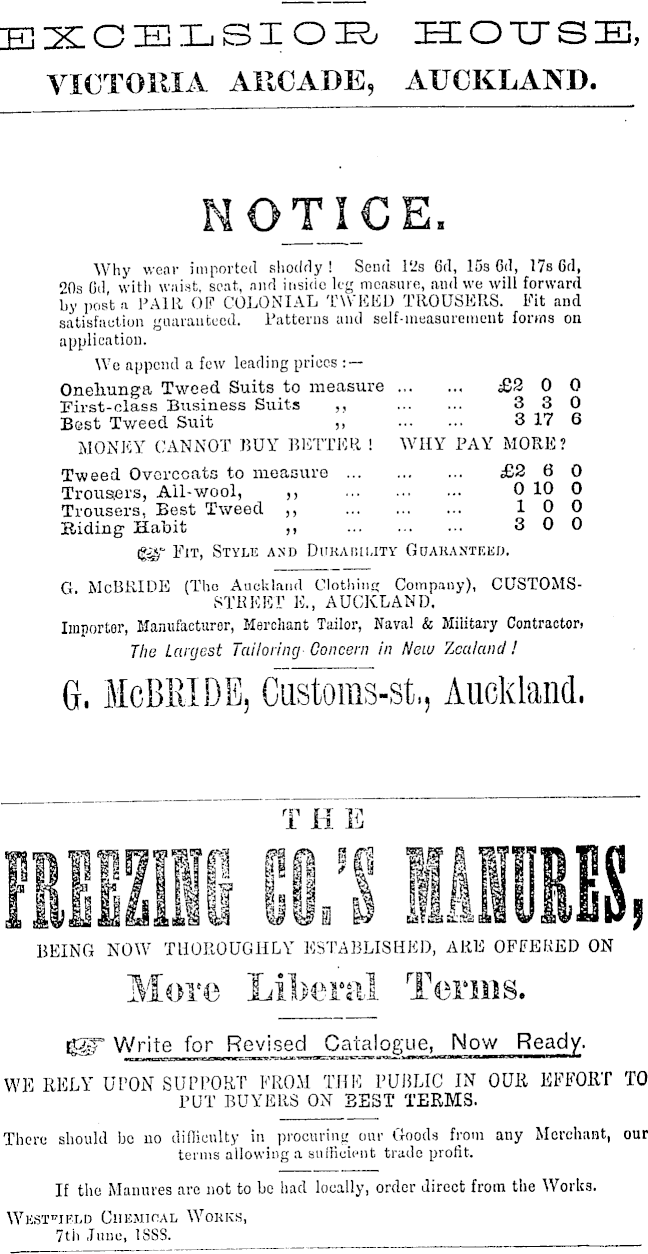 EXCELSIOR HOUSE,
VICTORIA ARCADE, AUCKLAND.
NOTICE.
Why wear imported shoddy! Send 12s 6d, 15s 6d, 17s 6d,
20s 6d, with waist, seat, and inside leg measure, and we will forward
by post a PAIR OF COLONIAL TWEED TROUSERS. Fit and
satisfaction guaranteed. Patterns and self-measurement forms on
application.
We append a few leading prices:—
Onehunga Tweed Suits to measure ... ... £2 0 0
First-class Business Suits ,, ... ... 3 3 0
Best Tweed Suit ,, ... ... 3 17 6
MONEY CANNOT BUY BETTER! WHY PAY MORE?
Tweed Overcoats to measure ... ... ... £2 6 0
Trousers, All-wool, ,, ... ... ... 0 10 0
Trousers, Best Tweed ,, ... ... ... 1 0 0
Riding Habit ,, ... ... ... 3 0 0
☞ FIT, STYLE AND DURABILITY GUARANTEED.
G. McBRIDE (The Auckland Clothing Company), CUSTOMS-
STREET E., AUCKLAND.
Importer, Manufacturer, Merchant Tailor, Naval & Military Contractor,
The Largest Tailoring Concern in New Zealand!
G. McBRIDE, Customs-st., Auckland.
THE
FREEZING CO.'S MANURES,
BEING NOW THOROUGHLY ESTABLISHED, ARE OFFERED ON
More Liberal Terms.
☞ Write for Revised Catalogue, Now Ready.
WE RELY UPON SUPPORT FROM THE PUBLIC IN OUR EFFORT TO
PUT BUYERS ON BEST TERMS.
There should be no difficulty in procuring our Goods from any Merchant, our
terms allowing a sufficient trade profit.
If the Manures are not to be had locally, order direct from the Works.
WESTFIELD CHEMICAL WORKS,
7th June, 1888.